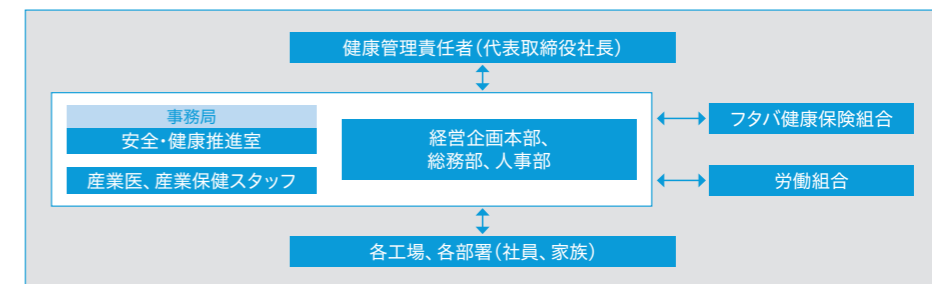 健康管理責任者(代表取締役社長)
事務局
安全・健康推進室
産業医、産業保健スタッフ
経営企画本部、
総務部、人事部
フタバ健康保険組合
労働組合
各工場、各部署(社員、家族)